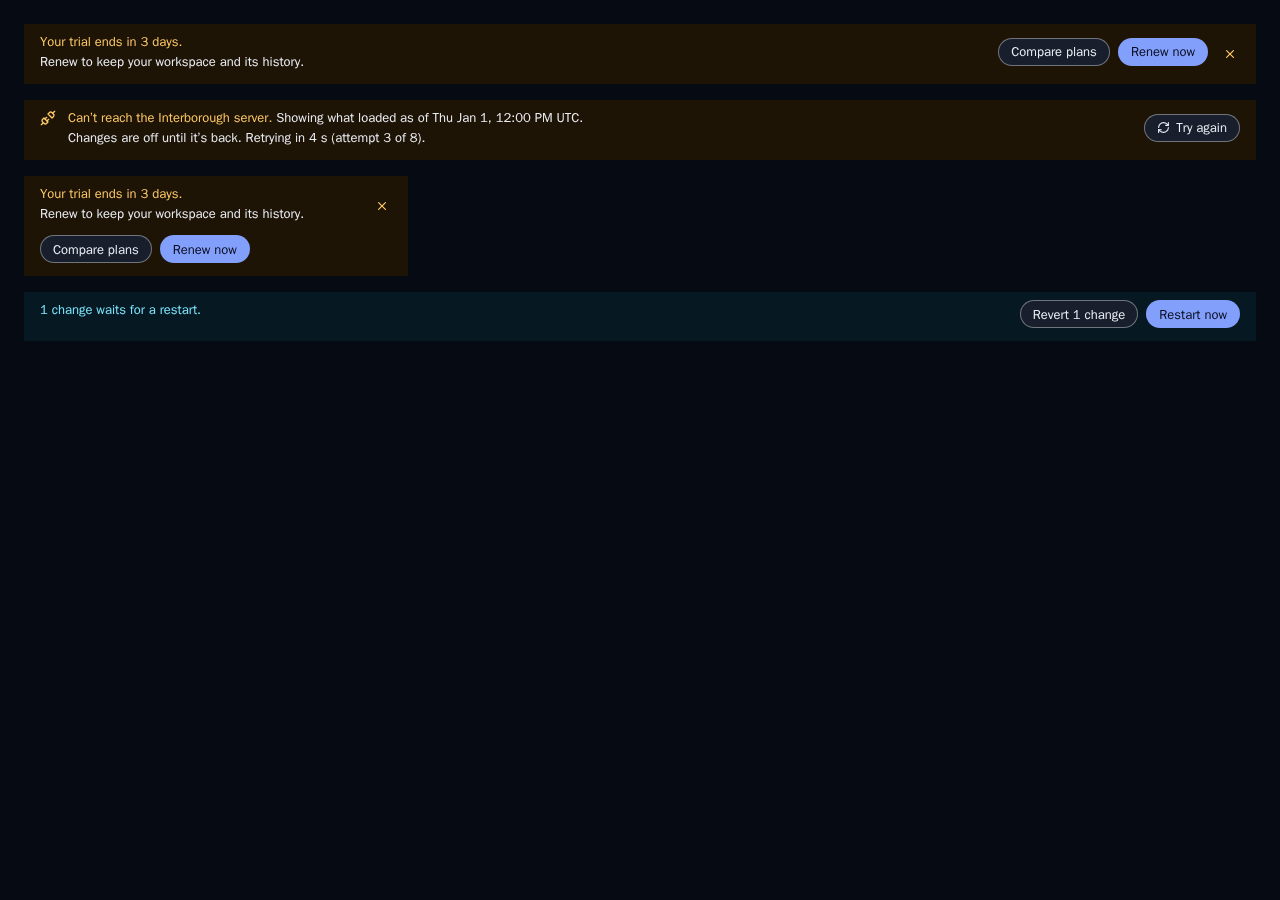 Your trial ends in 3 days.
Renew to keep your workspace and its history.
Compare plans
Renew now
Can't reach the Interborough server. Showing what loaded as of Thu Jan 1, 12:00 PM UTC.
Changes are off until it's back. Retrying in 4 s (attempt 3 of 8).
Try again
Your trial ends in 3 days.
Renew to keep your workspace and its history.
Compare plans
Renew now
1 change waits for a restart.
Revert 1 change
Restart now